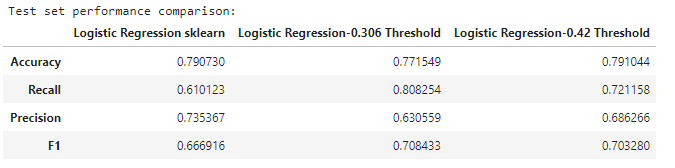 Test set performance comparison:
Logistic Regression sklearn Logistic Regression-0.306 Threshold Logistic Regression-0.42 Threshold
Accuracy 0.790730 0.771549 0.791044
Recall 0.610123 0.808254 0.721158
Precision 0.735367 0.630559 0.686266
F1 0.666916 0.708433 0.703280